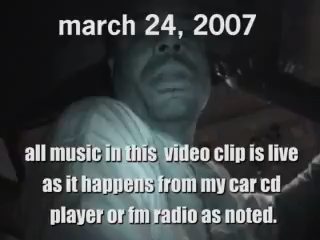 march 24, 2007
all music in this video clip is live
as it happens from my car cd
player or fm radio as noted.